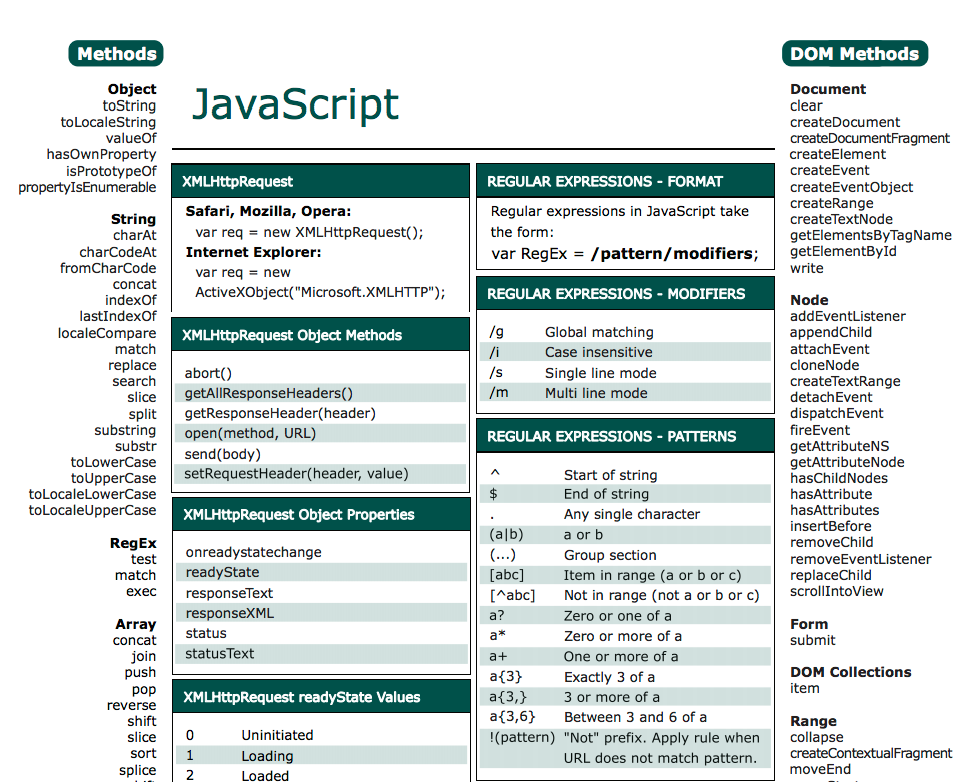 Methods
Object
toString
toLocaleString
valueOf
hasOwnProperty
isPrototypeOf
propertyIsEnumerable
String
charAt
charCodeAt
fromCharCode
concat
indexOf
lastIndexOf
localeCompare
match
replace
search
slice
split
substring
substr
toLowerCase
toUpperCase
toLocaleLowerCase
toLocaleUpperCase
RegEx
test
match
exec
Array
concat
join
push
pop
reverse
shift
slice
sort
splice
JavaScript
XMLHttpRequest
Safari, Mozilla, Opera:
var req = new XMLHttpRequest();
Internet Explorer:
var req = new
ActiveXObject("Microsoft.XMLHTTP");
XMLHttpRequest Object Methods
abort()
getAllResponseHeaders()
getResponseHeader(header)
open(method, URL)
send(body)
setRequestHeader(header, value)
XMLHttpRequest Object Properties
onreadystatechange
readyState
responseText
responseXML
status
statusText
XMLHttpRequest readyState Values
0 Uninitiated
1 Loading
2 Loaded
REGULAR EXPRESSIONS - FORMAT
Regular expressions in JavaScript take
the form:
var RegEx = /pattern/modifiers;
REGULAR EXPRESSIONS - MODIFIERS
/g Global matching
/i Case insensitive
/s Single line mode
/m Multi line mode
REGULAR EXPRESSIONS - PATTERNS
^ Start of string
$ End of string
. Any single character
(a|b) a or b
(...) Group section
[abc] Item in range (a or b or c)
[^abc] Not in range (not a or b or c)
a? Zero or one of a
a* Zero or more of a
a+ One or more of a
a{3} Exactly 3 of a
a{3,} 3 or more of a
a{3,6} Between 3 and 6 of a
!(pattern) "Not" prefix. Apply rule when
URL does not match pattern.
DOM Methods
Document
clear
createDocument
createDocumentFragment
createElement
createEvent
createEventObject
createRange
createTextNode
getElementsByTagName
getElementById
write
Node
addEventListener
appendChild
attachEvent
cloneNode
createTextRange
detachEvent
dispatchEvent
fireEvent
getAttributeNS
getAttributeNode
hasChildNodes
hasAttribute
hasAttributes
insertBefore
removeChild
removeEventListener
replaceChild
scrollIntoView
Form
submit
DOM Collections
item
Range
collapse
createContextualFragment
moveEnd